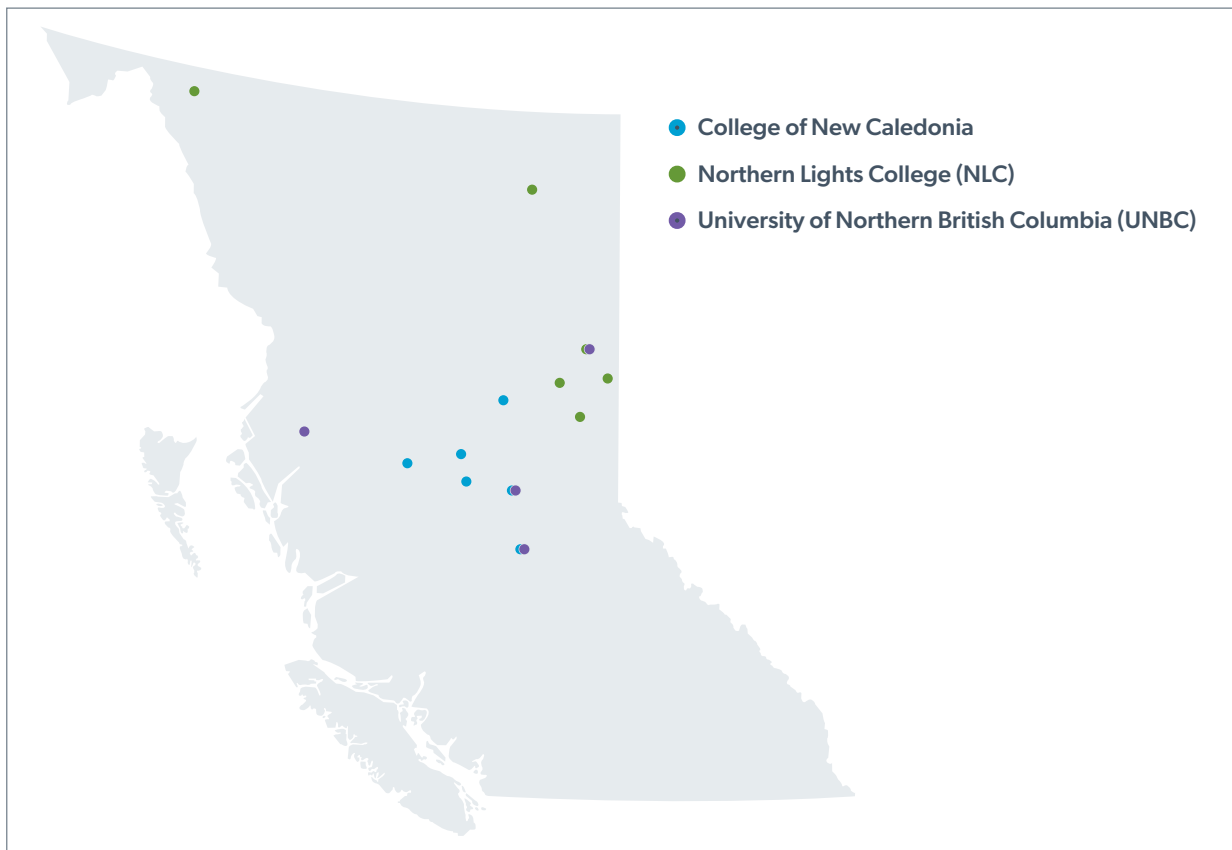 College of New Caledonia
Northern Lights College (NLC)
University of Northern British Columbia (UNBC)